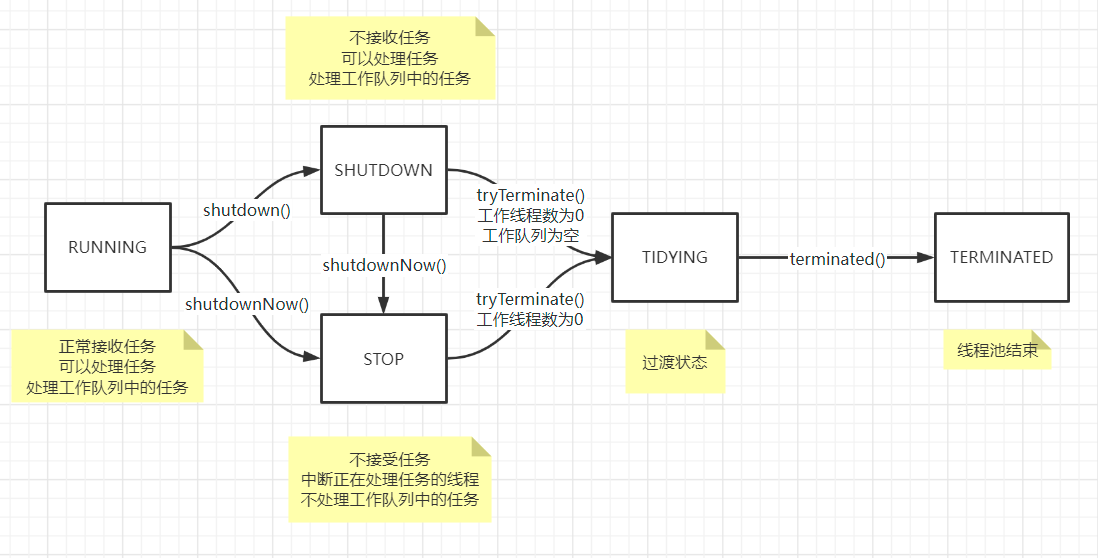 不接收任务
可以处理任务
处理工作队列中的任务
SHUTDOWN
shutdown()
tryTerminate()
工作线程数为0
工作队列为空
RUNNING
shutdownNow()
TIDYING
terminated()
TERMINATED
shutdownNow()
tryTerminate()
工作线程数为0
STOP
正常接收任务
可以处理任务
处理工作队列中的任务
过渡状态
线程池结束
不接受任务
中断正在处理任务的线程
不处理工作队列中的任务